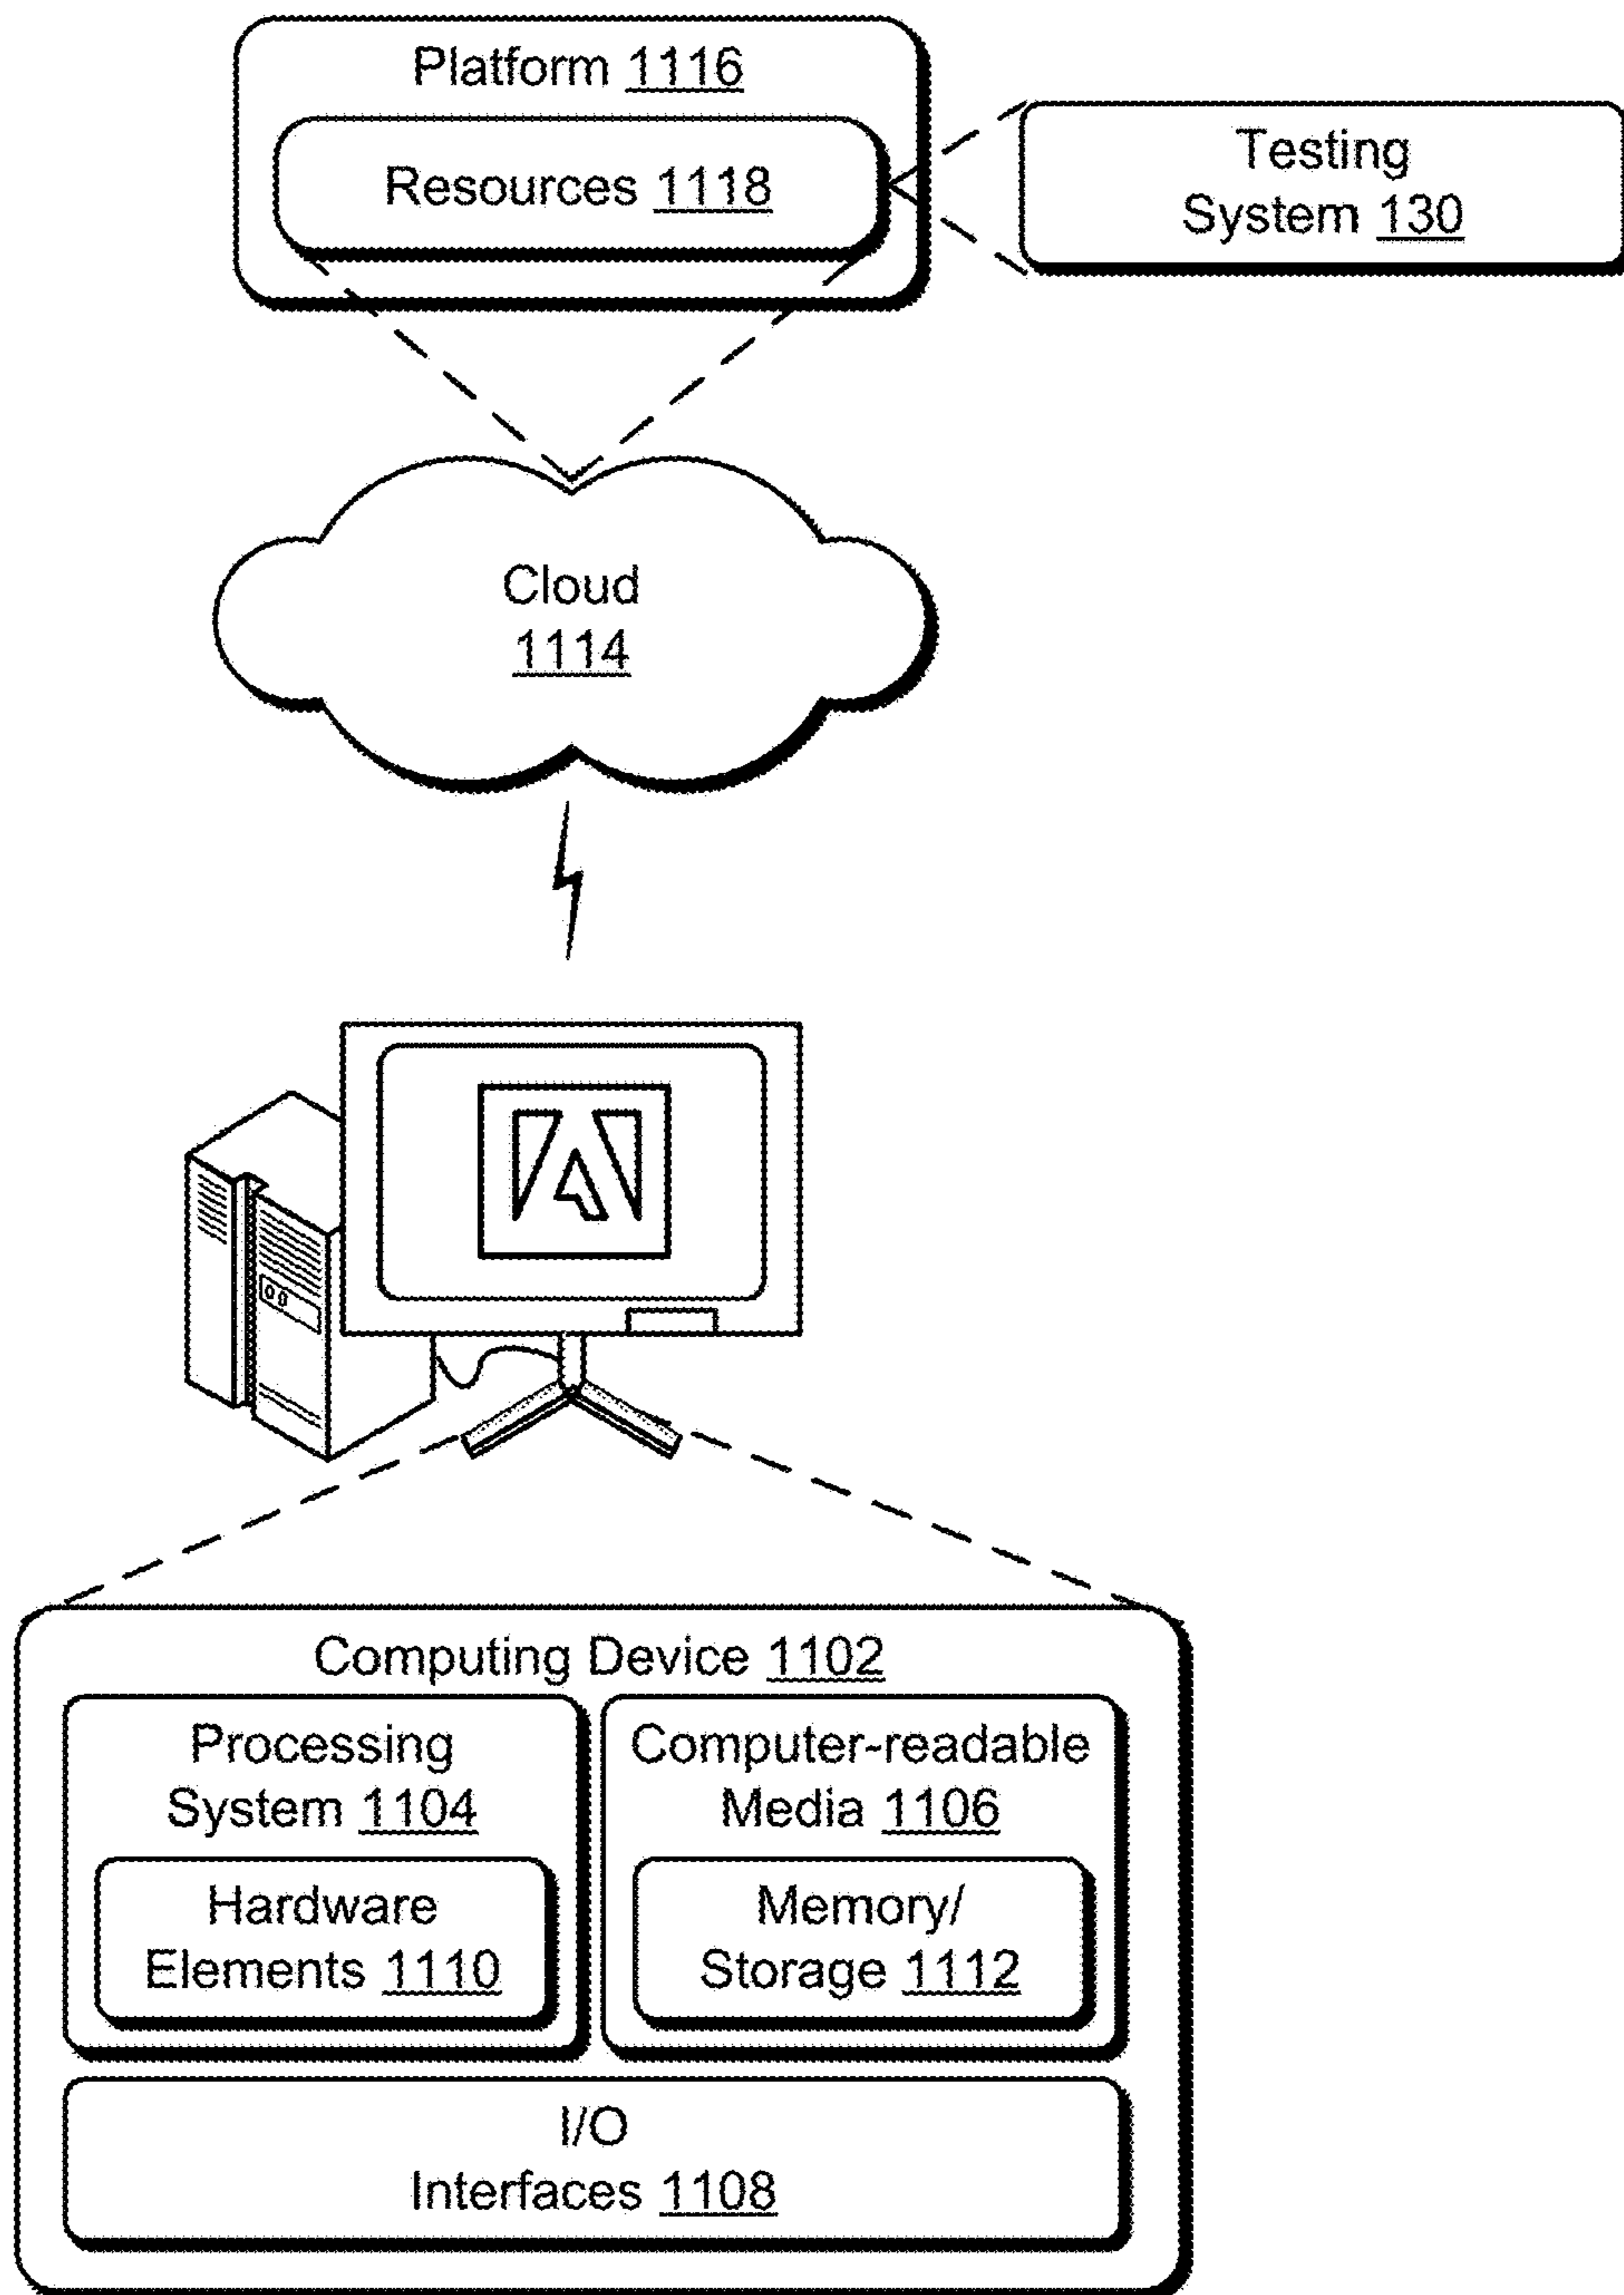 Platform 1116
Resources 1118
Testing
System 130
Cloud
1114
Computing Device 1102
Processing
System 1104
Hardware
Elements 1110
Computer-readable
Media 1106
Memory/
Storage 1112
I/O
Interfaces 1108